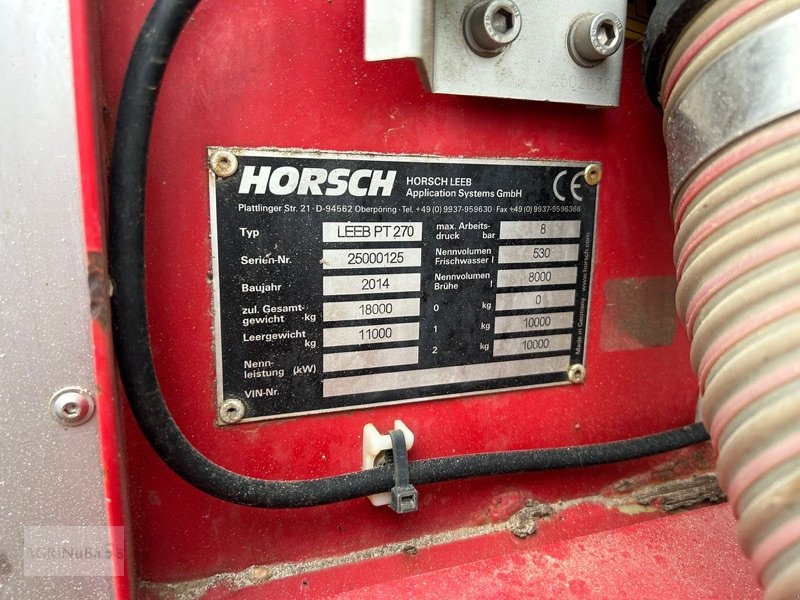 2502035
HORSCH HORSCH LEEB
Application Systems GmbH
CE
Plattlinger Str. 21 · D-94562 Oberpöring · Tel. +49 (0) 9937-959630 · Fax +49 (0) 9937-9596366
Typ LEEB PT 270 max. Arbeits-
druck bar 8
Serien-Nr. 25000125 Nennvolumen
Frischwasser l 530
Baujahr 2014 Nennvolumen
Brühe l 8000
zul. Gesamt-
gewicht kg 18000 0 kg 0
Leergewicht
kg 11000 1 kg 10000
2 kg 10000
Nenn-
leistung (kW)
VIN-Nr.
Made in Germany · www.horsch.com
AGRiNuBa 53